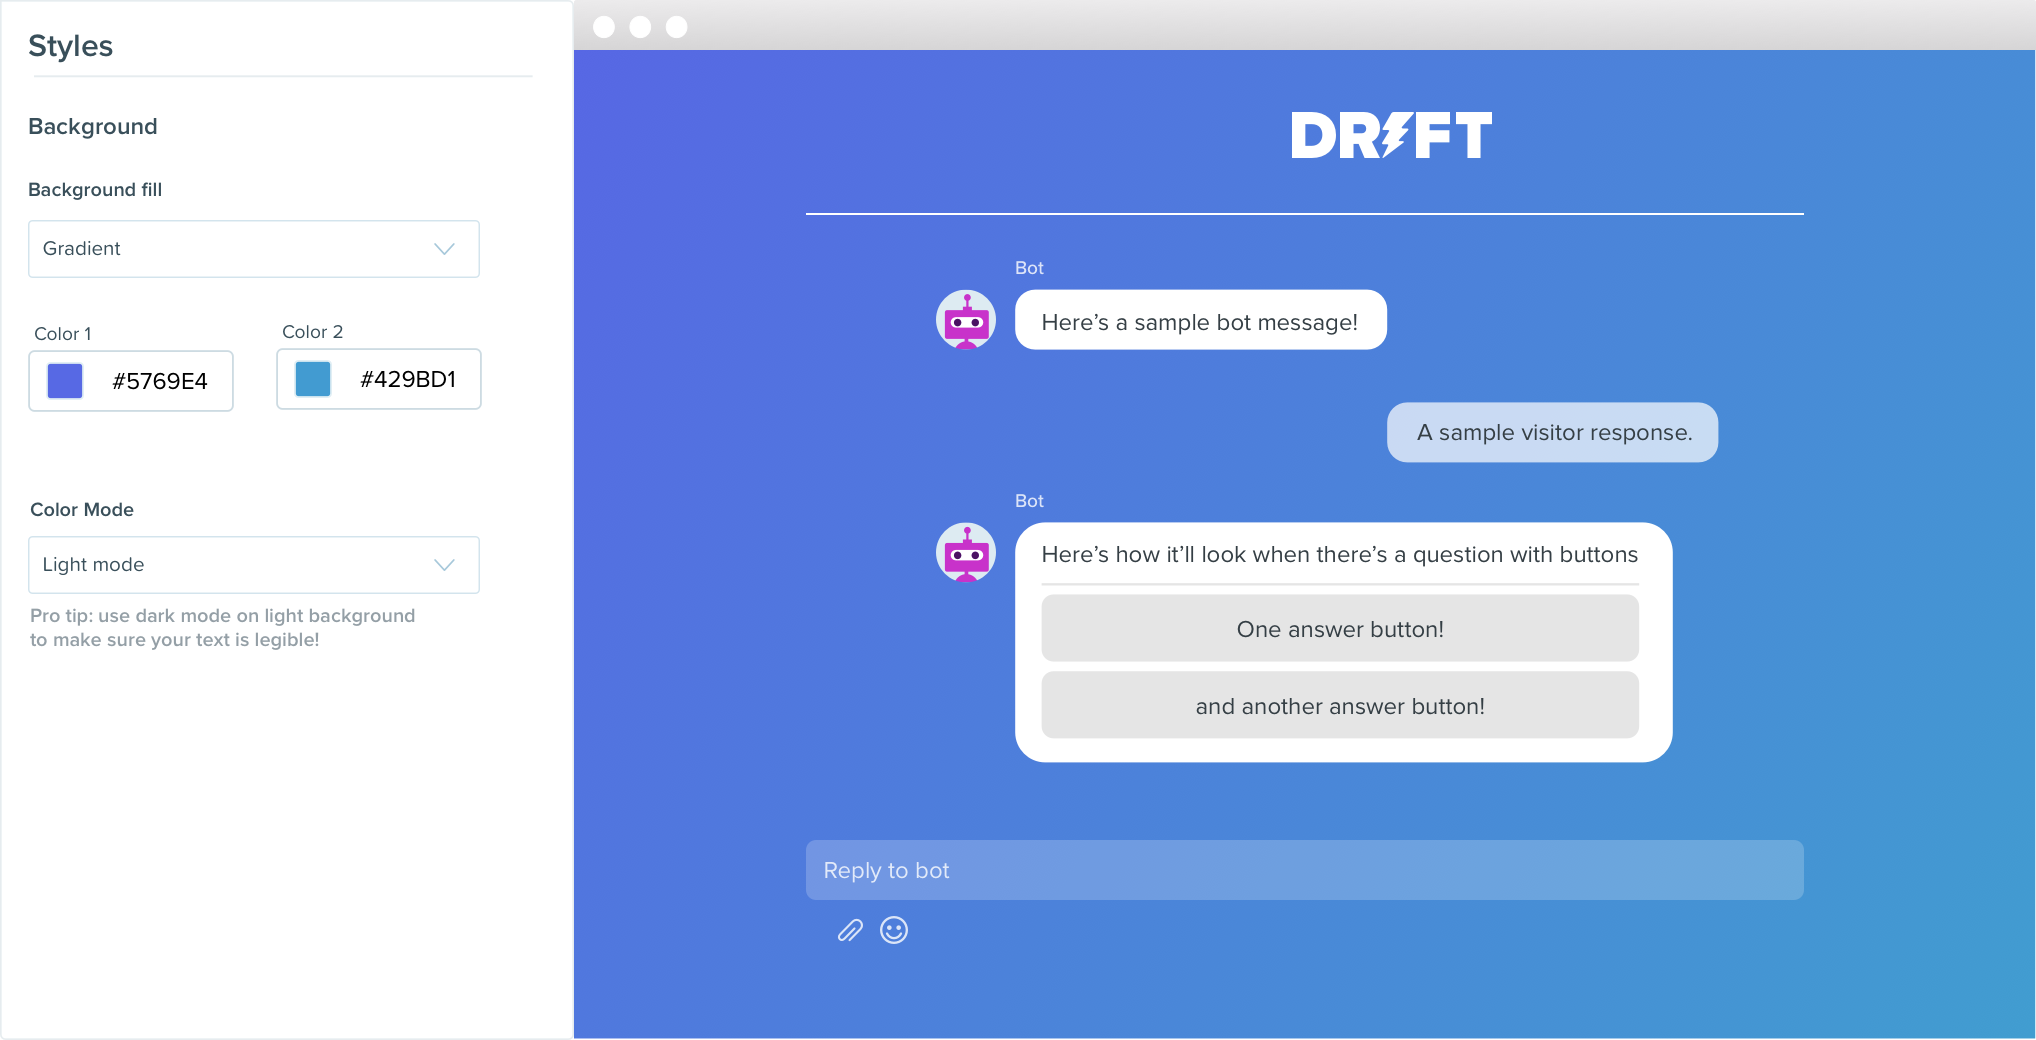 Styles
Background
Background fill
Gradient
Color 1
Color 2
#5769E4
#429BD1
Color Mode
Light mode
Pro tip: use dark mode on light background
to make sure your text is legible!
DRIFT
Bot
Here’s a sample bot message!
A sample visitor response.
Bot
Here’s how it’ll look when there’s a question with buttons
One answer button!
and another answer button!
Reply to bot